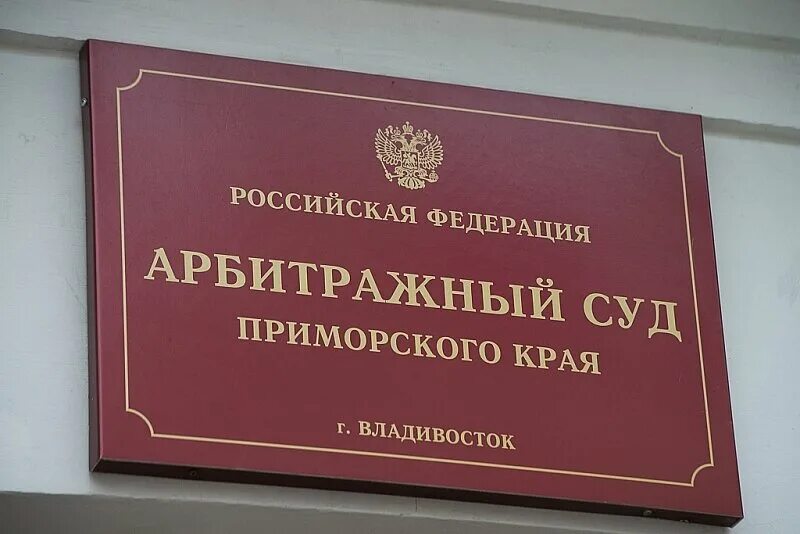 РОССИЙСКАЯ ФЕДЕРАЦИЯ
АРБИТРАЖНЫЙ СУД
ПРИМОРСКОГО КРАЯ
г. ВЛАДИВОСТОК